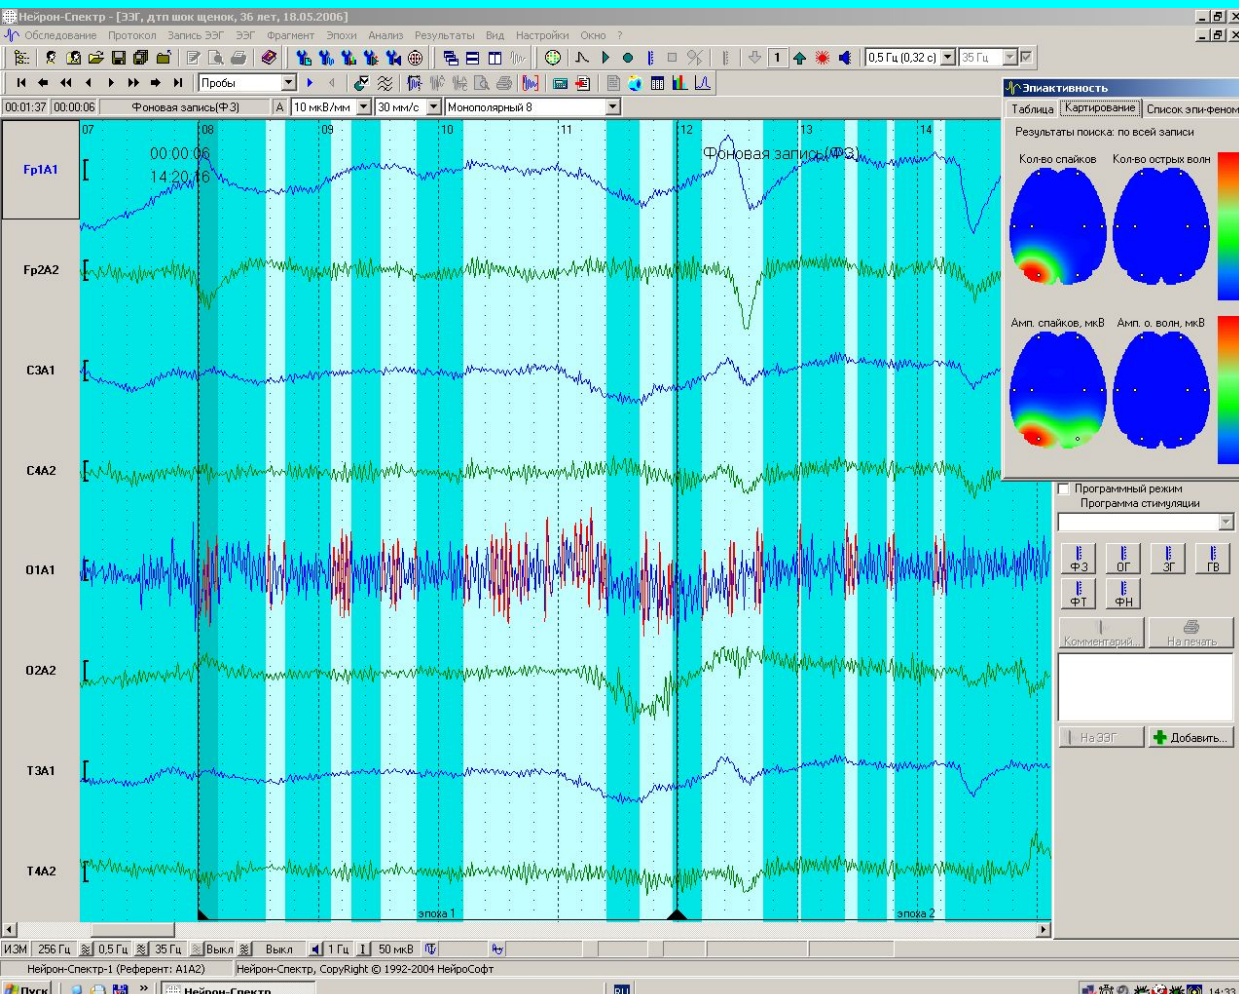 Нейрон-Спектр - [ЭЭГ, дтп шок щенок, 36 лет, 18.05.2006]
Обследование Протокол Запись ЭЭГ ЭЭГ Фрагмент Эпохи Анализ Результаты Вид Настройки Окно ?
1 0,5 Гц (0,32 с) 35 Гц
Пробы
00:01:37 00:00:06 Фоновая запись(ФЗ) A 10 мкВ/мм 30 мм/с Монополярный 8
Эпиактивность
Таблица Картирование Список эпи-феном
Результаты поиска: по всей записи
Кол-во спайков Кол-во острых волн
Амп. спайков, мкВ Амп. о. волн, мкВ
07 08 09 10 11 12 13 14
00:00:06 Фоновая запись(ФЗ)
14:20:16
Fp1A1
Fp2A2
C3A1
C4A2
O1A1
O2A2
T3A1
T4A2
эпоха 1 эпоха 2
Программный режим
Программа стимуляции
ФЗ ОГ ЗГ ГВ
ФТ ФН
Комментарий... На печать
На ЭЭГ Добавить...
ИЗМ 256 Гц 0,5 Гц 35 Гц Выкл Выкл 1 Гц 50 мкВ
Нейрон-Спектр-1 (Референт: A1A2) Нейрон-Спектр, CopyRight © 1992-2004 НейроСофт
Пуск » Нейрон-Спектр RU 14:33